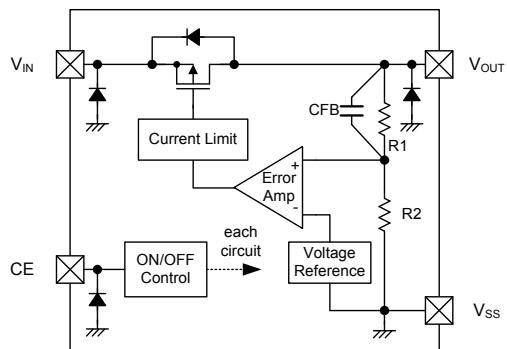 VIN
VOUT
CFB
R1
Current Limit
+
Error
Amp
-
R2
each
circuit
CE
ON/OFF
Control
Voltage
Reference
VSS